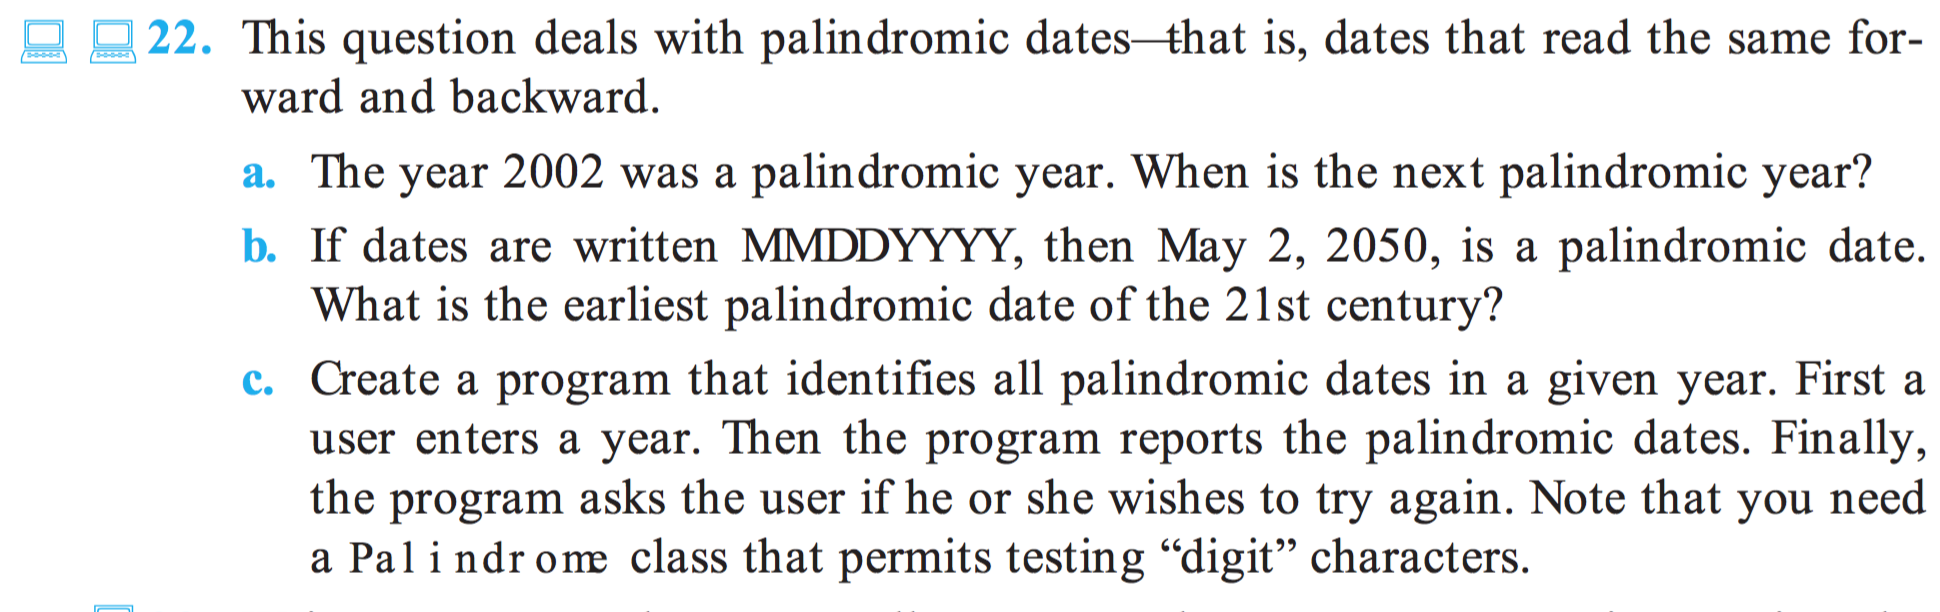 22. This question deals with palindromic dates—that is, dates that read the same for-
ward and backward.
a. The year 2002 was a palindromic year. When is the next palindromic year?
b. If dates are written MMDDYYYY, then May 2, 2050, is a palindromic date.
What is the earliest palindromic date of the 21st century?
c. Create a program that identifies all palindromic dates in a given year. First a
user enters a year. Then the program reports the palindromic dates. Finally,
the program asks the user if he or she wishes to try again. Note that you need
a Palindrome class that permits testing “digit” characters.